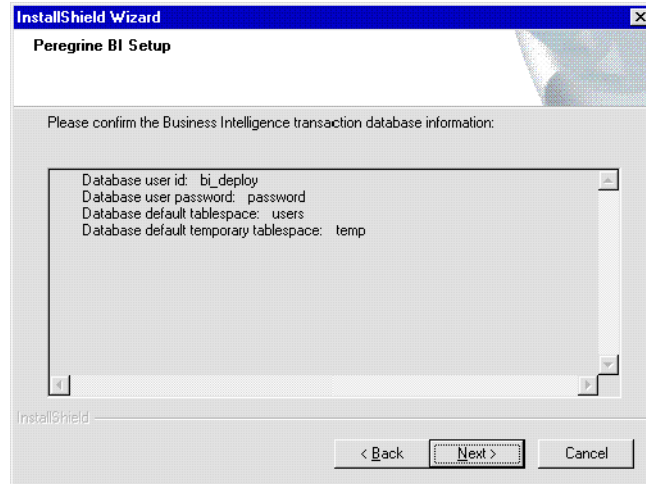 InstallShield Wizard
Peregrine BI Setup
Please confirm the Business Intelligence transaction database information:
Database user id: bi_deploy
Database user password: password
Database default tablespace: users
Database default temporary tablespace: temp
InstallShield
< Back Next > Cancel